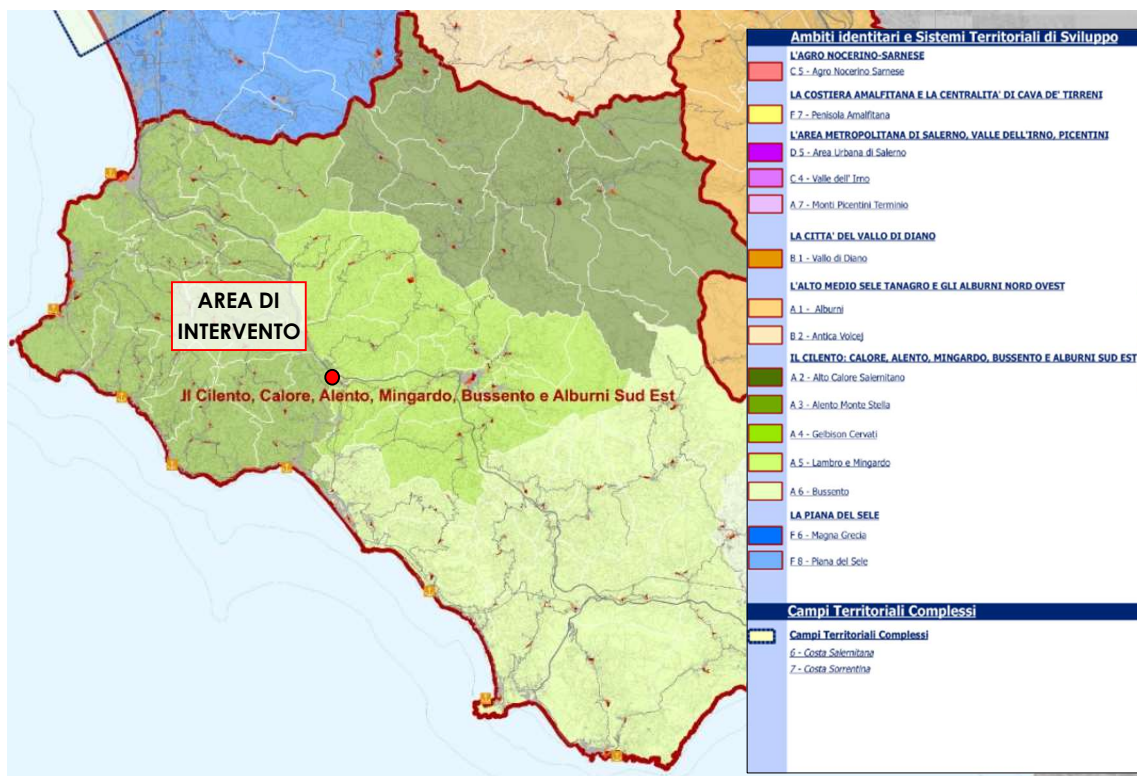 AREA DI
INTERVENTO
Il Cilento, Calore, Alento, Mingardo, Bussento e Alburni Sud Est
Ambiti identitari e Sistemi Territoriali di Sviluppo
L'AGRO NOCERINO-SARNESE
C 5 - Agro Nocerino Sarnese
LA COSTIERA AMALFITANA E LA CENTRALITA' DI CAVA DE' TIRRENI
F 7 - Penisola Amalfitana
L'AREA METROPOLITANA DI SALERNO, VALLE DELL'IRNO, PICENTINI
D 5 - Area Urbana di Salerno
C 4 - Valle dell' Irno
A 7 - Monti Picentini Terminio
LA CITTA' DEL VALLO DI DIANO
B 1 - Vallo di Diano
L'ALTO MEDIO SELE TANAGRO E GLI ALBURNI NORD OVEST
A 1 - Alburni
B 2 - Antica Volcej
IL CILENTO: CALORE, ALENTO, MINGARDO, BUSSENTO E ALBURNI SUD EST
A 2 - Alto Calore Salernitano
A 3 - Alento Monte Stella
A 4 - Gelbison Cervati
A 5 - Lambro e Mingardo
A 6 - Bussento
LA PIANA DEL SELE
F 6 - Magna Grecia
F 8 - Piana del Sele
Campi Territoriali Complessi
Campi Territoriali Complessi
6 - Costa Salernitana
7 - Costa Sorrentina